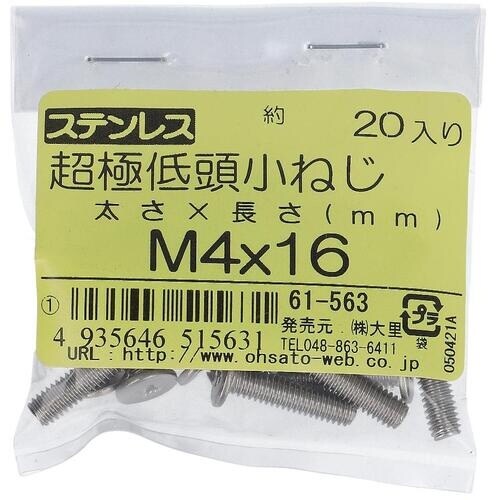 ステンレス 約 20入り
超極低頭小ねじ
太さ×長さ(mm)
M4x16
① 61-563
発売元.㈱大里
4 935646 515631 TEL048-863-6411
URL:http://www.ohsato-web.co.jp
プラ
袋
050421A